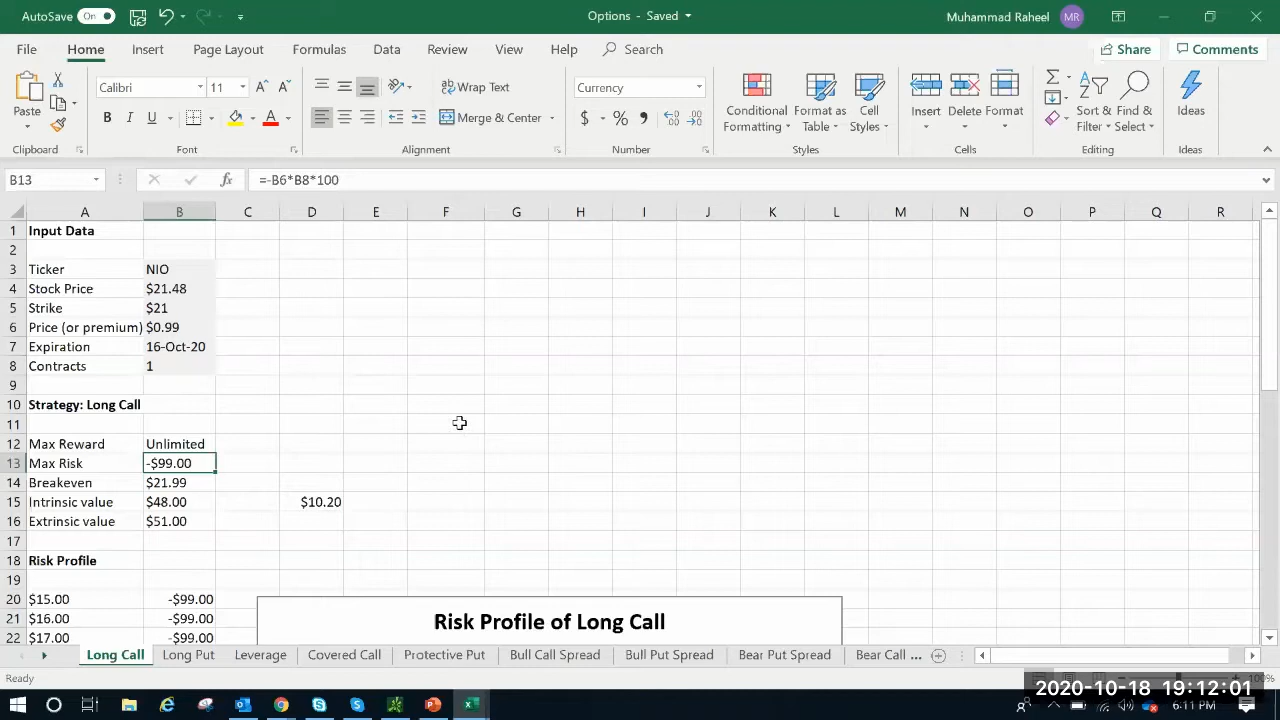 AutoSave On Options - Saved Muhammad Raheel MR
File Home Insert Page Layout Formulas Data Review View Help Search Share Comments
Paste Calibri 11 Wrap Text Currency Conditional Formatting Format as Table Cell Styles Insert Delete Format Sort & Filter Find & Select Ideas
B I U A Merge & Center $ % 9
Clipboard Font Alignment Number Styles Cells Editing Ideas
B13 fx =-B6*B8*100
A B C D E F G H I J K L M N O P Q R
1 Input Data
2
3 Ticker NIO
4 Stock Price $21.48
5 Strike $21
6 Price (or premium) $0.99
7 Expiration 16-Oct-20
8 Contracts 1
9
10 Strategy: Long Call
11
12 Max Reward Unlimited
13 Max Risk -$99.00
14 Breakeven $21.99
15 Intrinsic value $48.00 $10.20
16 Extrinsic value $51.00
17
18 Risk Profile
19
20 $15.00 -$99.00
21 $16.00 -$99.00 Risk Profile of Long Call
22 $17.00 -$99.00
Long Call Long Put Leverage Covered Call Protective Put Bull Call Spread Bull Put Spread Bear Put Spread Bear Call ...
Ready 100%
2020-10-18 19:12:01
6:11 PM